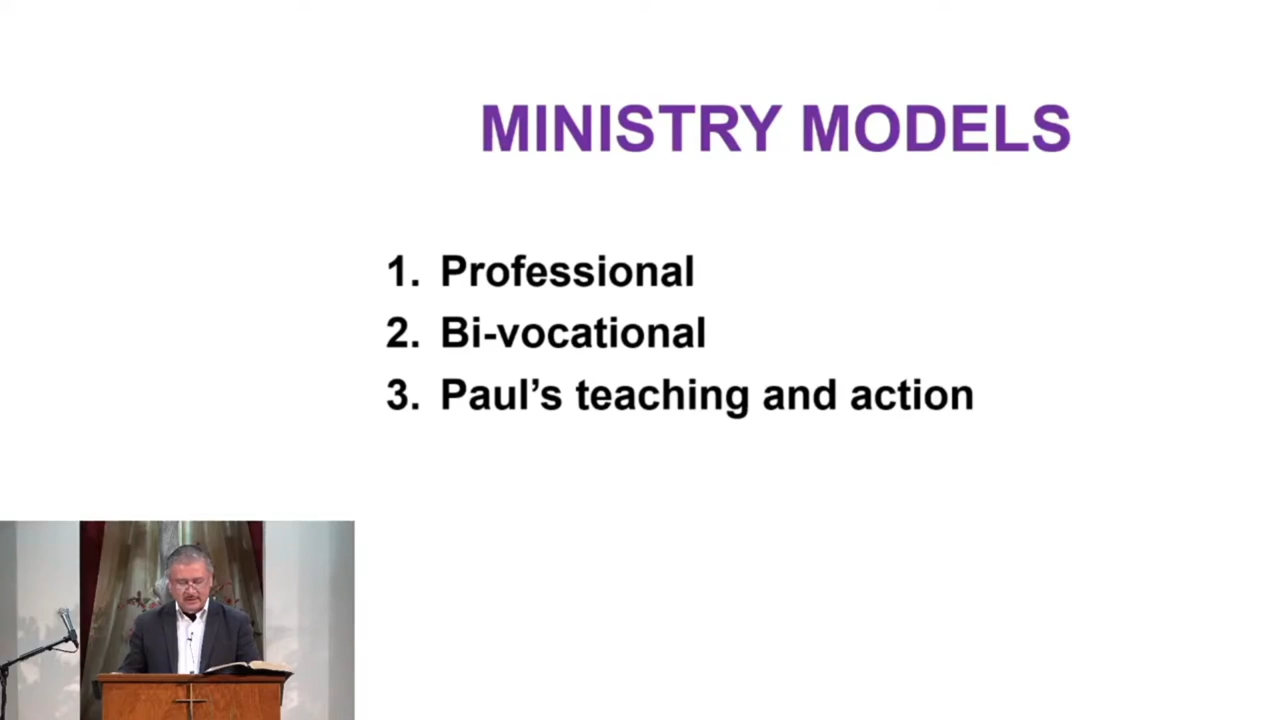 MINISTRY MODELS
1. Professional
2. Bi-vocational
3. Paul’s teaching and action